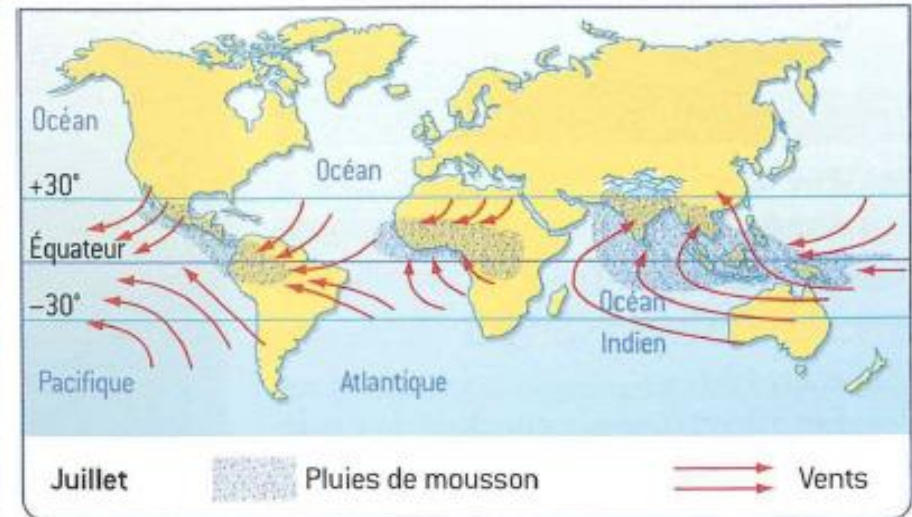 Océan
Océan
+30°
Équateur
–30°
Océan
Indien
Pacifique
Atlantique
Juillet
Pluies de mousson
Vents